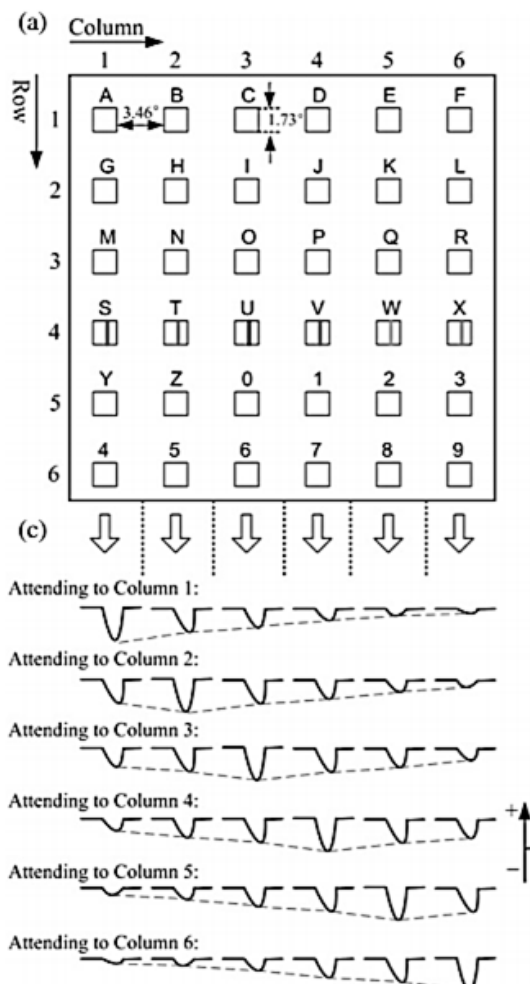 (a)
Column
1 2 3 4 5 6
Row
1
A B C D E F
3.46° 1.73°
2
G H I J K L
3
M N O P Q R
4
S T U V W X
5
Y Z 0 1 2 3
6
4 5 6 7 8 9
(c)
Attending to Column 1:
Attending to Column 2:
Attending to Column 3:
Attending to Column 4:
+
−
Attending to Column 5:
Attending to Column 6: